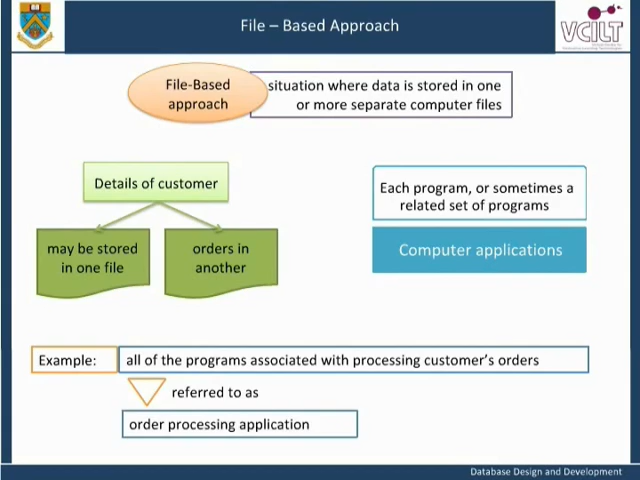 File – Based Approach
VCILT
File-Based
approach
situation where data is stored in one
or more separate computer files
Details of customer
may be stored
in one file
orders in
another
Each program, or sometimes a
related set of programs
Computer applications
Example:
all of the programs associated with processing customer's orders
referred to as
order processing application
Database Design and Development